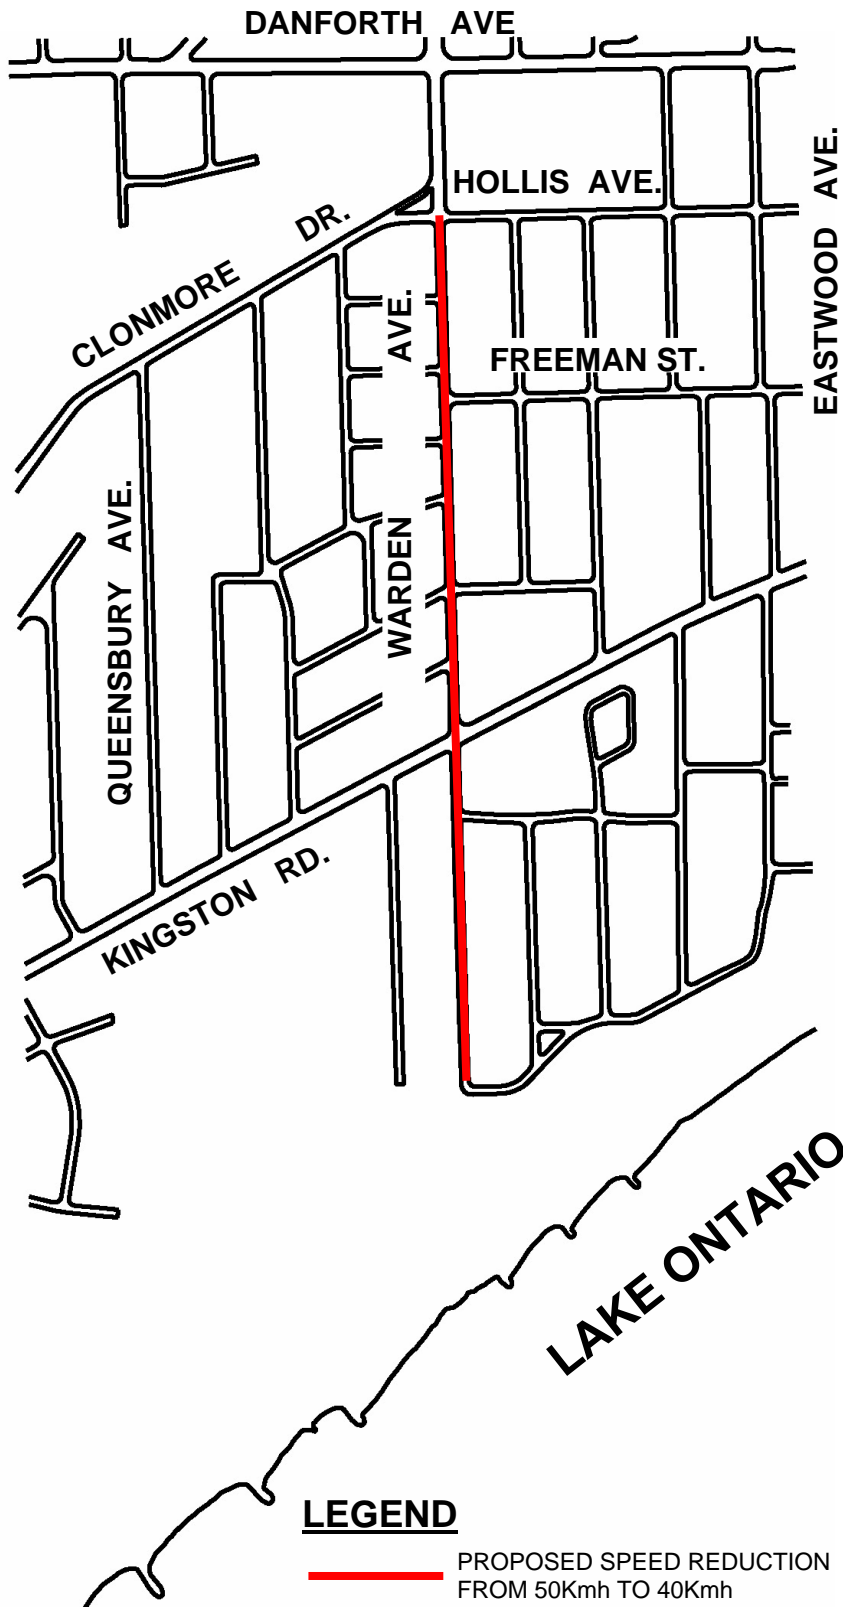 DANFORTH AVE
HOLLIS AVE.
EASTWOOD AVE.
CLONMORE DR.
WARDEN AVE.
FREEMAN ST.
QUEENSBURY AVE.
KINGSTON RD.
LAKE ONTARIO
LEGEND
PROPOSED SPEED REDUCTION
FROM 50Kmh TO 40Kmh